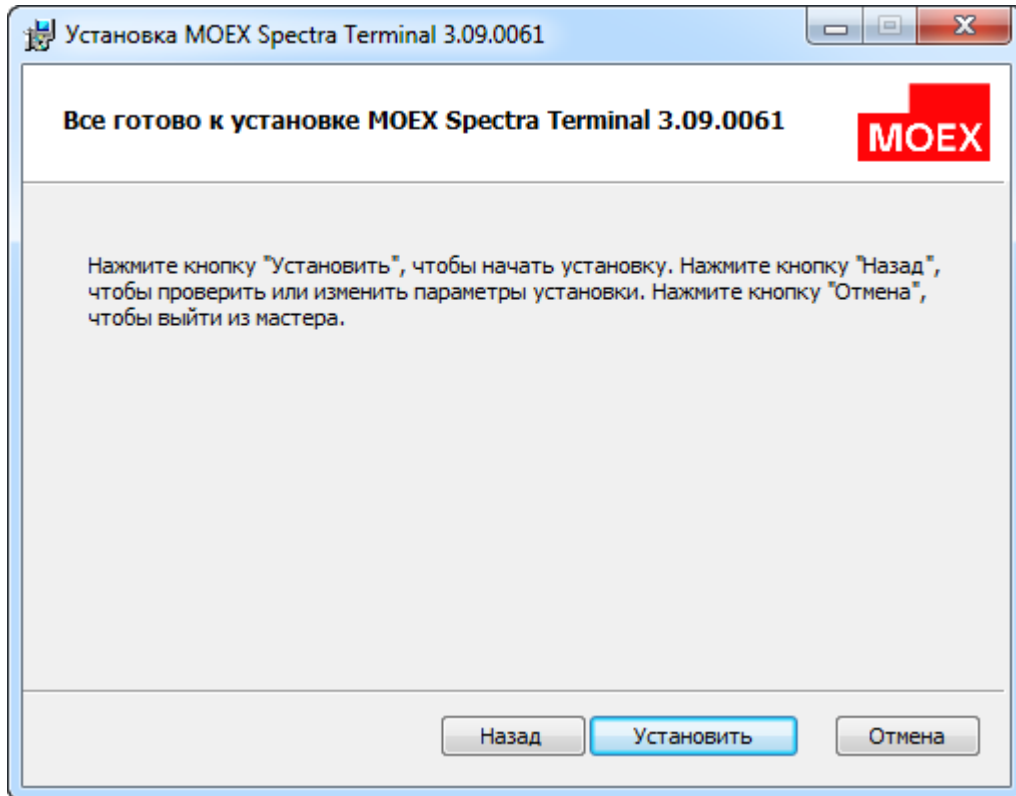 Установка MOEX Spectra Terminal 3.09.0061
Все готово к установке MOEX Spectra Terminal 3.09.0061
MOEX
Нажмите кнопку "Установить", чтобы начать установку. Нажмите кнопку "Назад",
чтобы проверить или изменить параметры установки. Нажмите кнопку "Отмена",
чтобы выйти из мастера.
Назад
Установить
Отмена